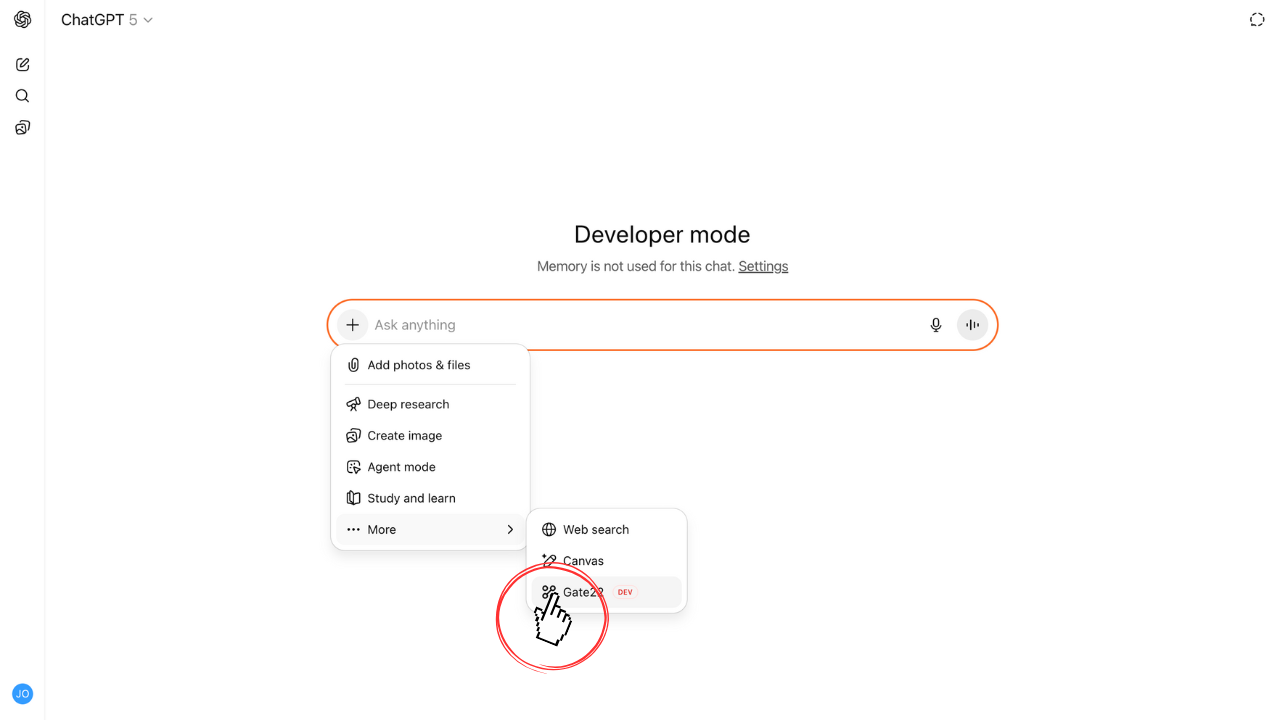 ChatGPT 5
Developer mode
Memory is not used for this chat. Settings
Ask anything
Add photos & files
Deep research
Create image
Agent mode
Study and learn
More
Web search
Canvas
Gate22 DEV
JO